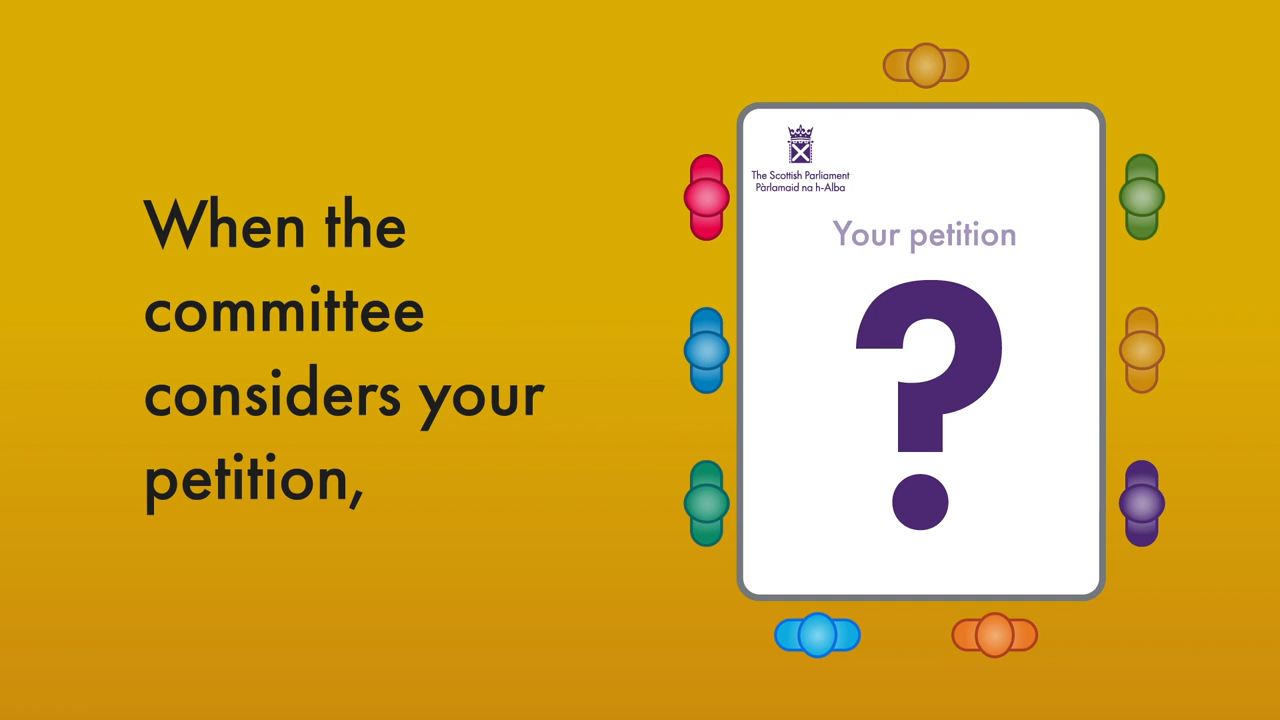 When the
committee
considers your
petition,
The Scottish Parliament
Pàrlamaid na h-Alba
Your petition
?